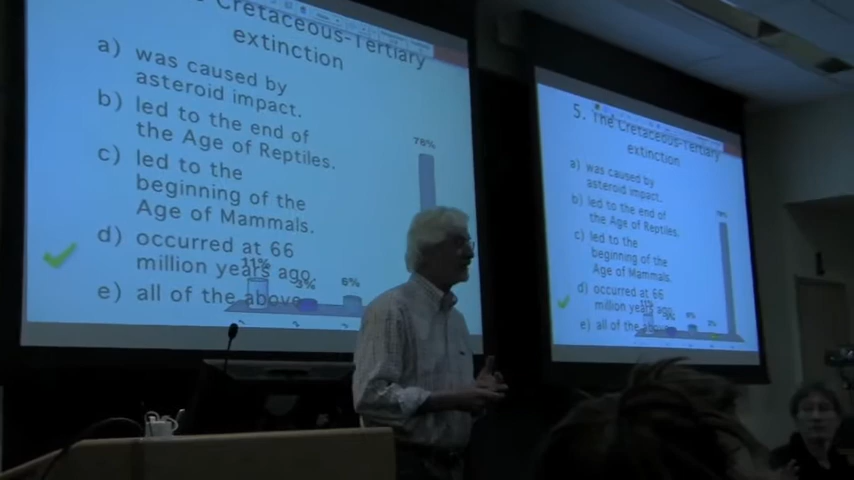 Cretaceous-Tertiary
extinction
a) was caused by
asteroid impact.
b) led to the end of
the Age of Reptiles.
c) led to the
beginning of the
Age of Mammals.
d) occurred at 66
million years ago.
e) all of the above
11%
3%
6%
78%
5. The Cretaceous-Tertiary
extinction
a) was caused by
asteroid impact.
b) led to the end of
the Age of Reptiles.
c) led to the
beginning of the
Age of Mammals.
d) occurred at 66
million years ago.
e) all of the above
78%
11%
6%